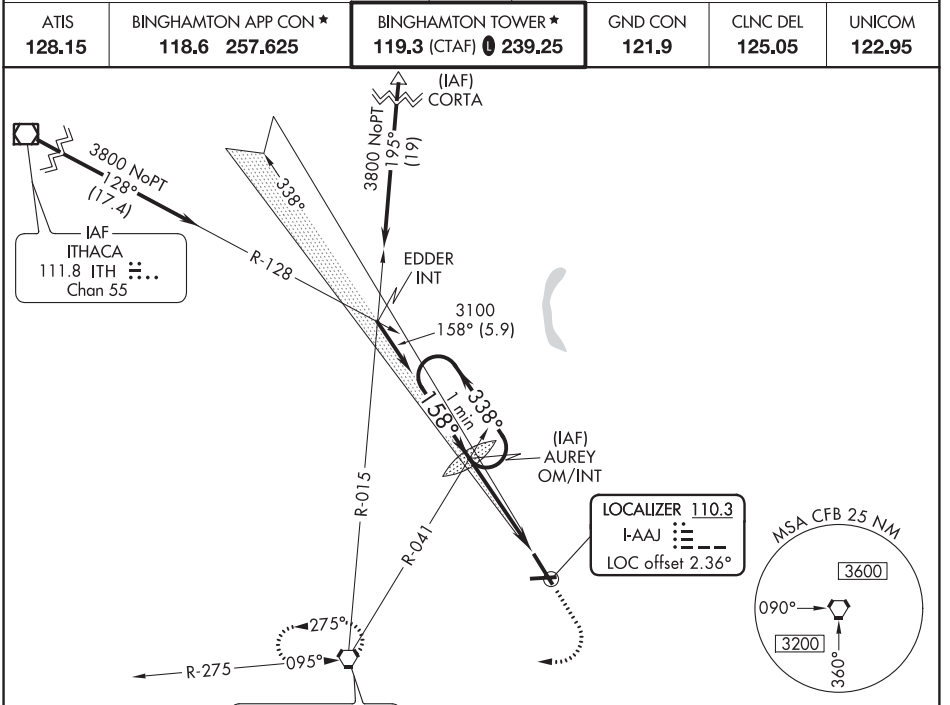 ATIS
128.15
BINGHAMTON APP CON ★
118.6 257.625
BINGHAMTON TOWER ★
119.3 (CTAF) L 239.25
GND CON
121.9
CLNC DEL
125.05
UNICOM
122.95
(IAF)
CORTA
3800 NoPT
195°
(19)
3800 NoPT
128°
(17.4)
338°
IAF
ITHACA
111.8 ITH
Chan 55
R-128
EDDER
INT
3100
158° (5.9)
1 min
158°
338°
(IAF)
AUREY
OM/INT
R-015
R-041
LOCALIZER 110.3
I-AAJ
LOC offset 2.36°
MSA CFB 25 NM
3600
090°
3200
360°
275°
095°
R-275